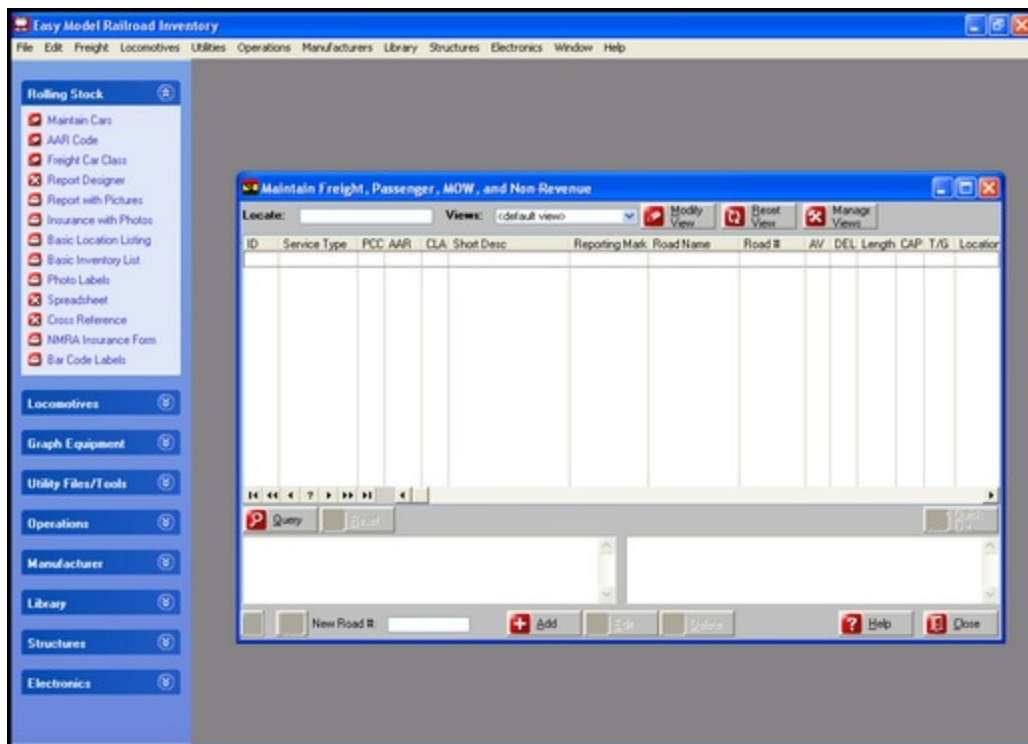 Easy Model Railroad Inventory
File Edit Freight Locomotives Utilities Operations Manufacturers Library Structures Electronics Window Help
Rolling Stock
Maintain Cars
AAR Code
Freight Car Class
Report Designer
Report with Pictures
Insurance with Photos
Basic Location Listing
Basic Inventory List
Photo Labels
Spreadsheet
Cross Reference
NMRA Insurance Form
Bar Code Labels
Locomotives
Graph Equipment
Utility Files/Tools
Operations
Manufacturer
Library
Structures
Electronics
Maintain Freight, Passenger, MOW, and Non-Revenue
Locate: Views: <default view> Modify View Reset View Manage Views
ID Service Type PCC AAR CLA Short Desc Reporting Mark Road Name Road # AV DEL Length CAP T/G Location
?
Query Reset
New Road #: Add Edit Delete Help Close